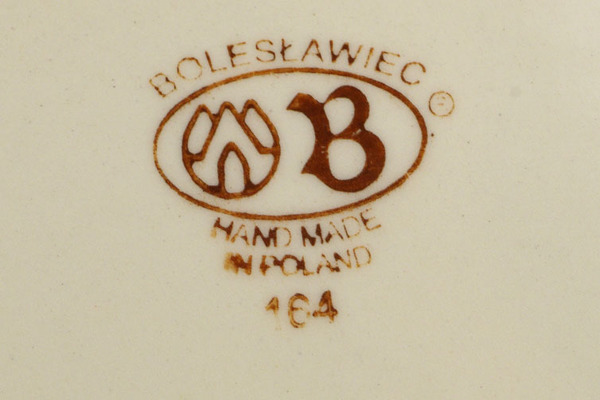 BOLESŁAWIEC ®
B
HAND MADE
IN POLAND
164